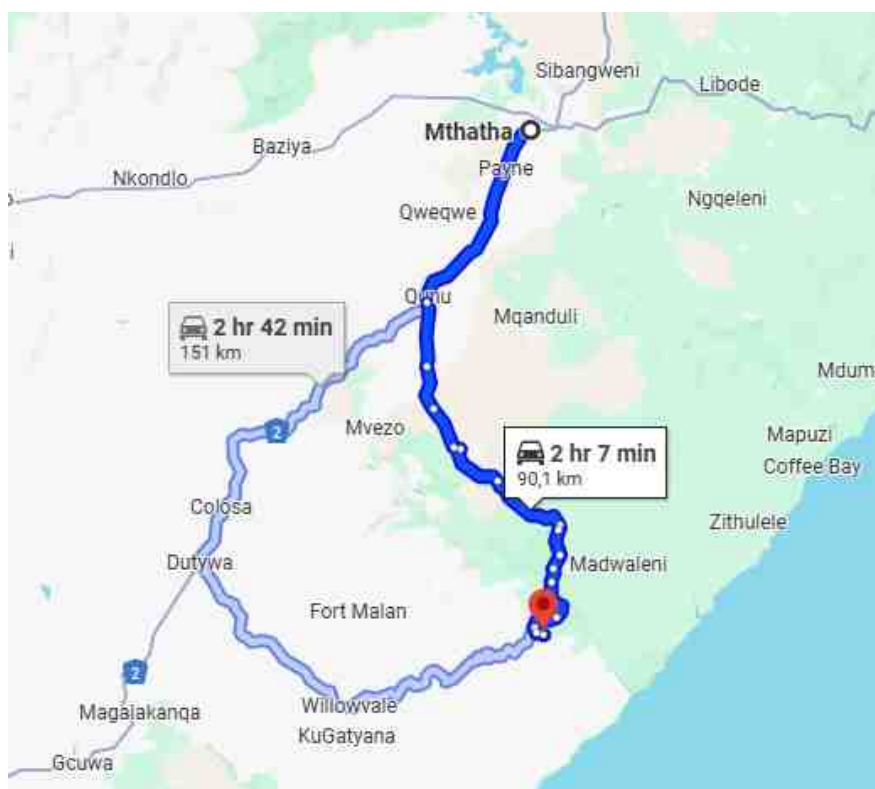 Sibangweni
Libode
Mthatha
Baziya
Payne
Nkondlo
Ngqeleni
Qweqwe
Qunu
Mqanduli
2 hr 42 min
151 km
Mdum
2
Mvezo
Mapuzi
2 hr 7 min
Coffee Bay
90,1 km
Colosa
Zithulele
Dutywa
Madwaleni
Fort Malan
2
Willowvale
Magalakanqa
KuGatyana
Gcuwa